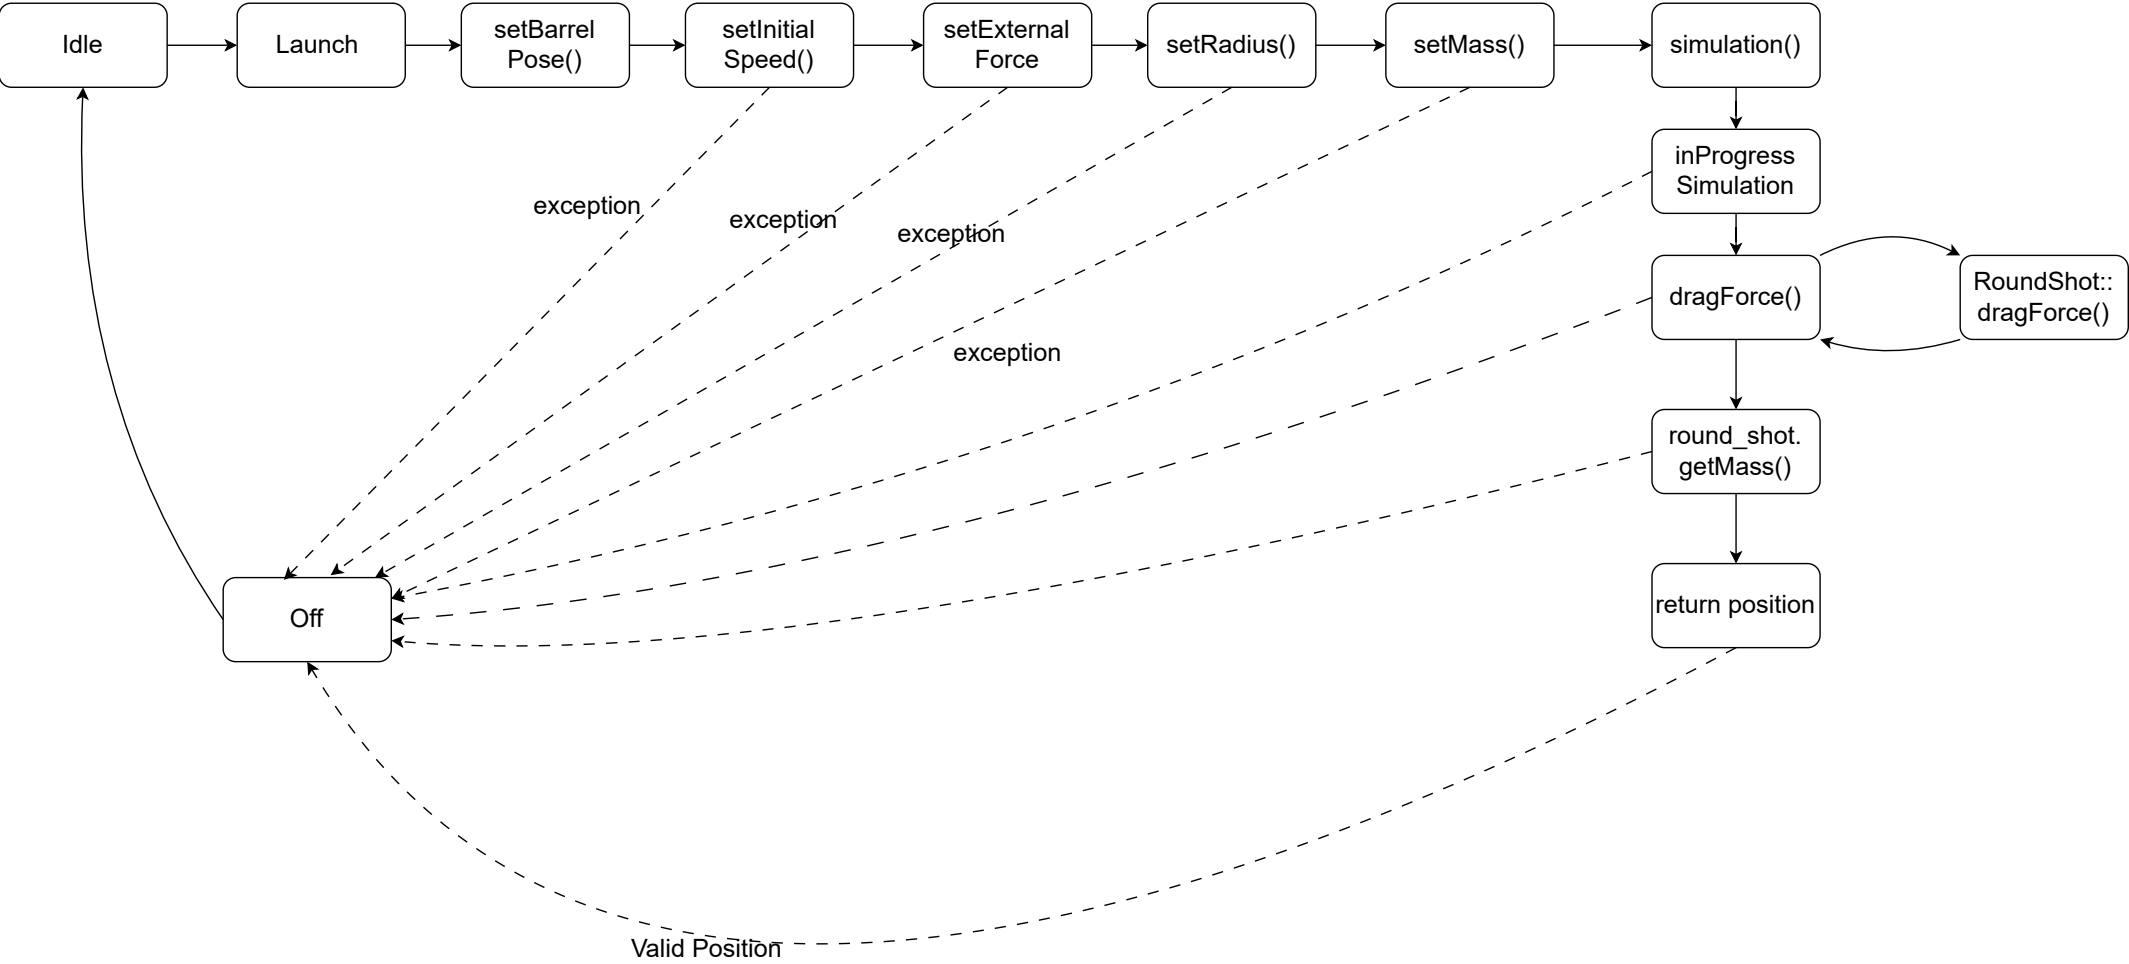 Idle
Launch
setBarrel
Pose()
setInitial
Speed()
setExternal
Force
setRadius()
setMass()
simulation()
inProgress
Simulation
exception
exception
exception
dragForce()
RoundShot::
dragForce()
exception
round_shot.
getMass()
return position
Off
Valid Position